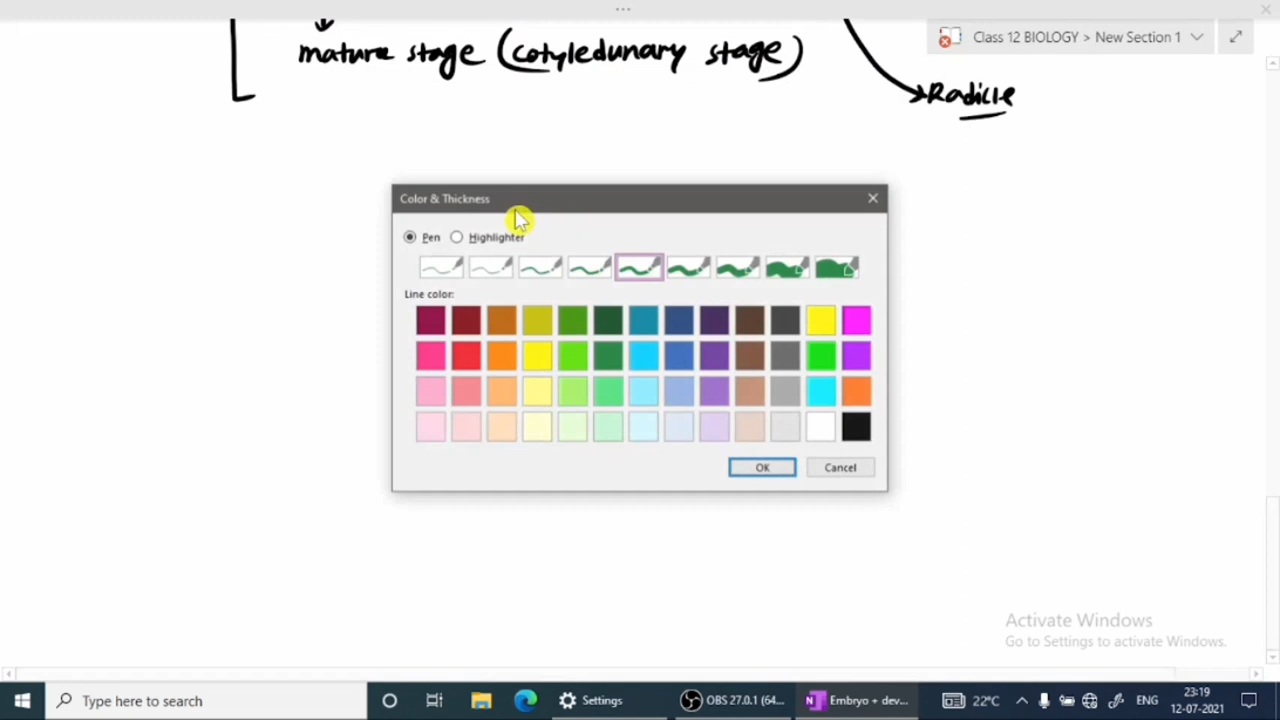 mature stage (cotyledunary stage)
Radicle
Class 12 BIOLOGY > New Section 1
Color & Thickness
Pen
Highlighter
Line color:
OK
Cancel
Activate Windows
Go to Settings to activate Windows.
Type here to search
Settings
OBS 27.0.1 (64...
Embryo + dev...
22°C
ENG
23:19
12-07-2021